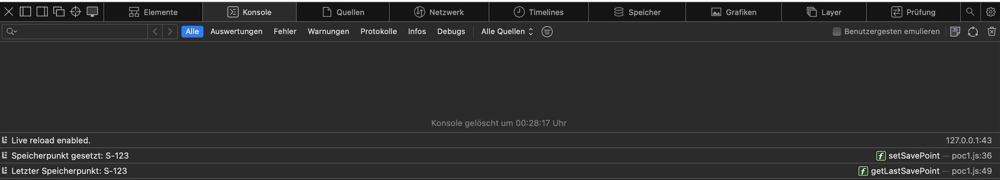 Elemente Konsole Quellen Netzwerk Timelines Speicher Grafiken Layer Prüfung
Alle Auswertungen Fehler Warnungen Protokolle Infos Debugs Alle Quellen Benutzergesten emulieren JS
Konsole gelöscht um 00:28:17 Uhr
Live reload enabled. 127.0.0.1:43
Speicherpunkt gesetzt: S-123 f setSavePoint — poc1.js:36
Letzter Speicherpunkt: S-123 f getLastSavePoint — poc1.js:49